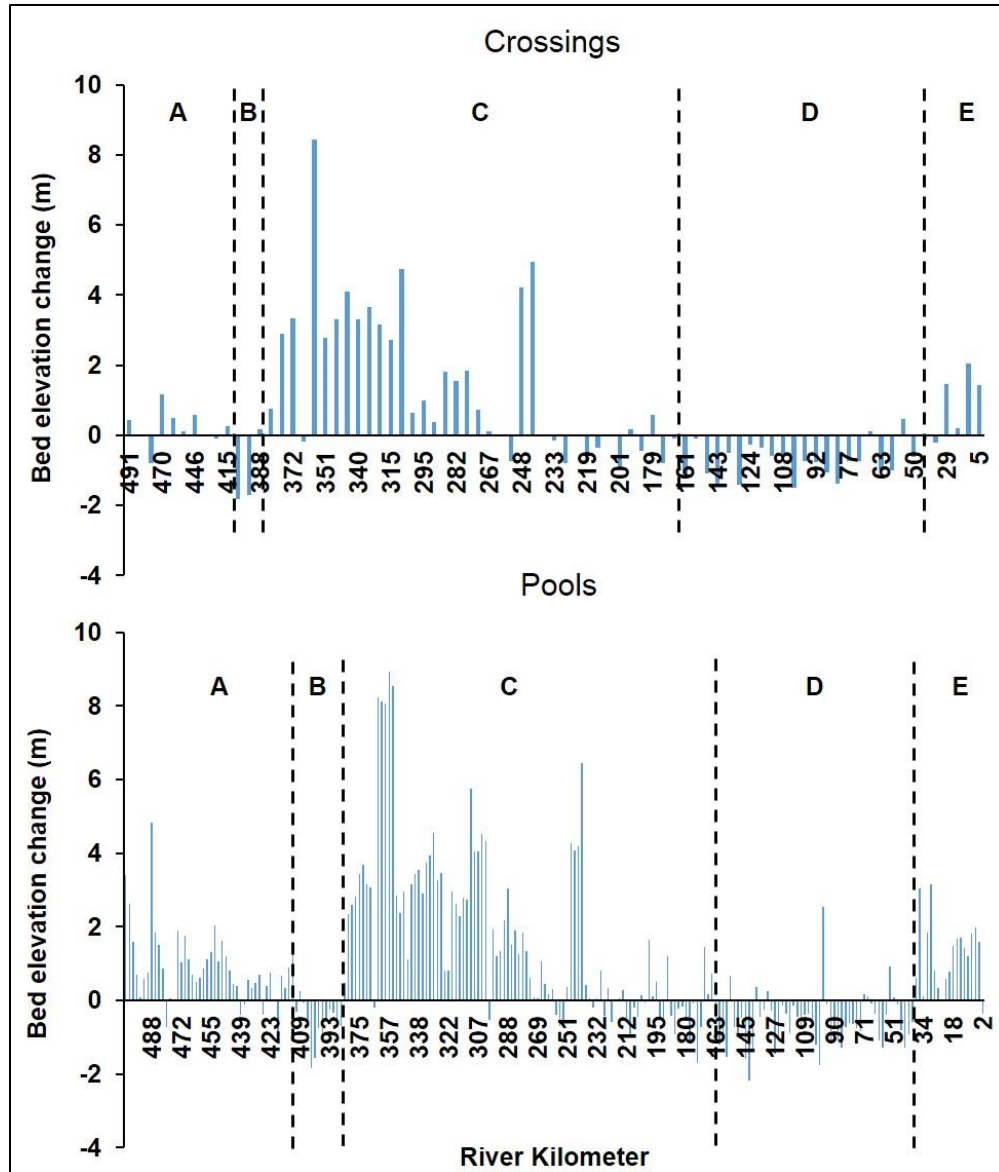 Crossings
Bed elevation change (m)
10
8
6
4
2
0
-2
-4
A B C D E
491 470 446 415 388 372 351 340 315 295 282 267 248 233 219 201 179 161 143 124 108 92 77 63 50 29 5
Pools
Bed elevation change (m)
10
8
6
4
2
0
-2
-4
A B C D E
488 472 455 439 423 409 393 375 357 338 322 307 288 269 251 232 212 195 180 163 145 127 109 90 71 51 34 18 2
River Kilometer